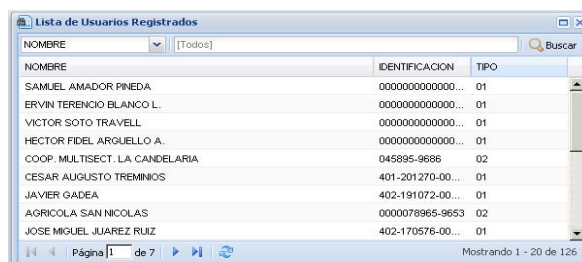 Lista de Usuarios Registrados
NOMBRE [Todos] Buscar
NOMBRE IDENTIFICACION TIPO
SAMUEL AMADOR PINEDA 0000000000000... 01
ERVIN TERENCIO BLANCO L. 0000000000000... 01
VICTOR SOTO TRAVELL 0000000000000... 01
HECTOR FIDEL ARGUELLO A. 0000000000000... 01
COOP. MULTISECT. LA CANDELARIA 045895-9686 02
CESAR AUGUSTO TREMINIOS 401-201270-00... 01
JAVIER GADEA 402-191072-00... 01
AGRICOLA SAN NICOLAS 0000078965-9653 02
JOSE MIGUEL JUAREZ RUIZ 402-170576-00... 01
Página 1 de 7 Mostrando 1 - 20 de 126